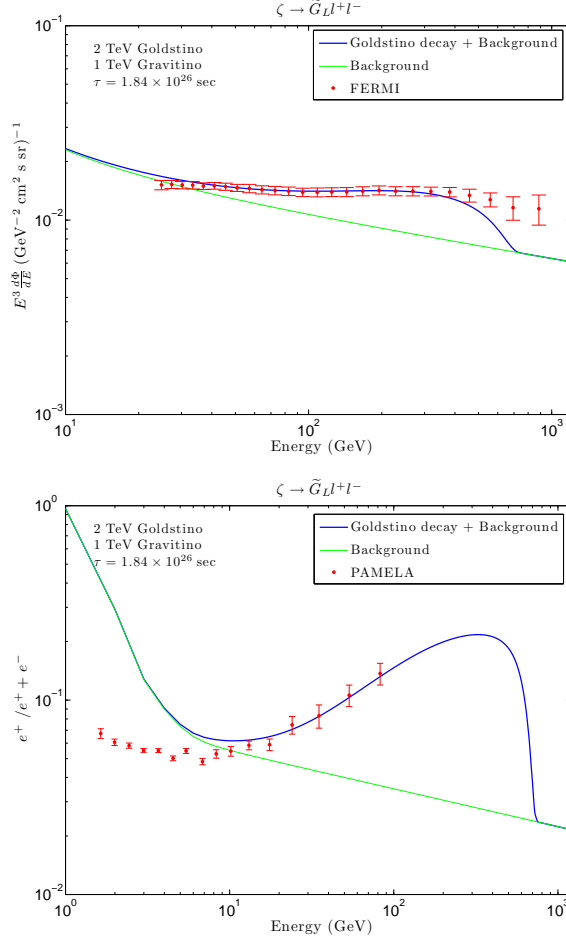 ζ → G̃_L l⁺l⁻
10⁻¹
2 TeV Goldstino
1 TeV Gravitino
τ = 1.84 × 10²⁶ sec
Goldstino decay + Background
Background
FERMI
E³ dΦ/dE (GeV⁻² cm² s sr)⁻¹
10⁻²
10⁻³
10¹
10²
10³
Energy (GeV)
ζ → G̃_L l⁺l⁻
10⁰
2 TeV Goldstino
1 TeV Gravitino
τ = 1.84 × 10²⁶ sec
Goldstino decay + Background
Background
PAMELA
e⁺/e⁺ + e⁻
10⁻¹
10⁻²
10⁰
10¹
10²
10³
Energy (GeV)